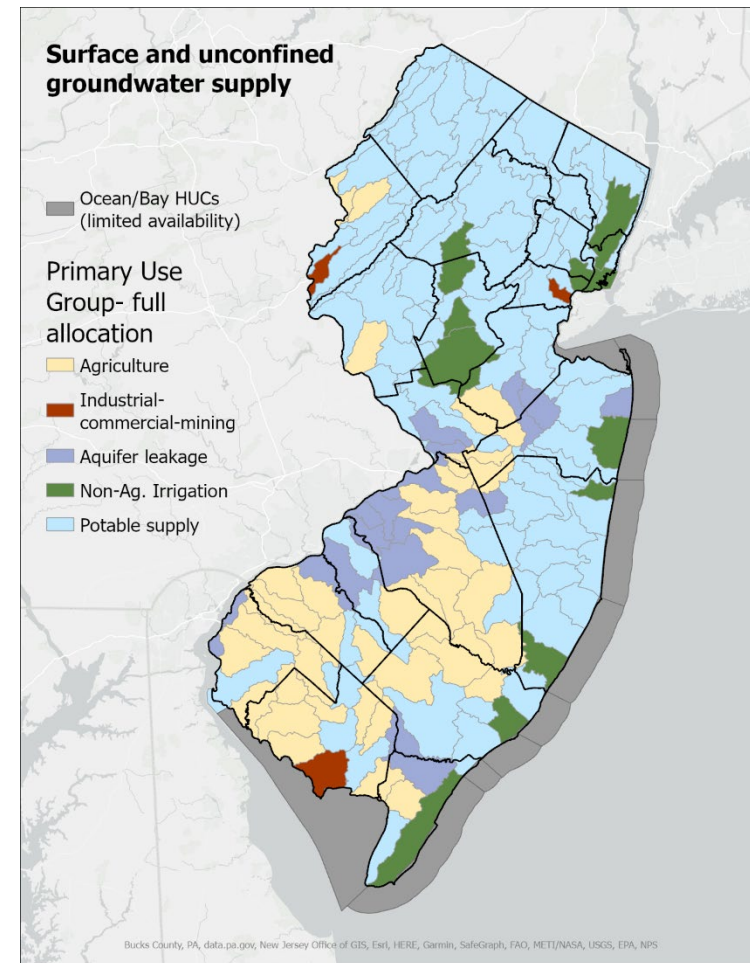 Surface and unconfined
groundwater supply
Ocean/Bay HUCs
(limited availability)
Primary Use
Group- full
allocation
Agriculture
Industrial-
commercial-mining
Aquifer leakage
Non-Ag. Irrigation
Potable supply
Bucks County, PA, data.pa.gov, New Jersey Office of GIS, Esri, HERE, Garmin, SafeGraph, FAO, METI/NASA, USGS, EPA, NPS